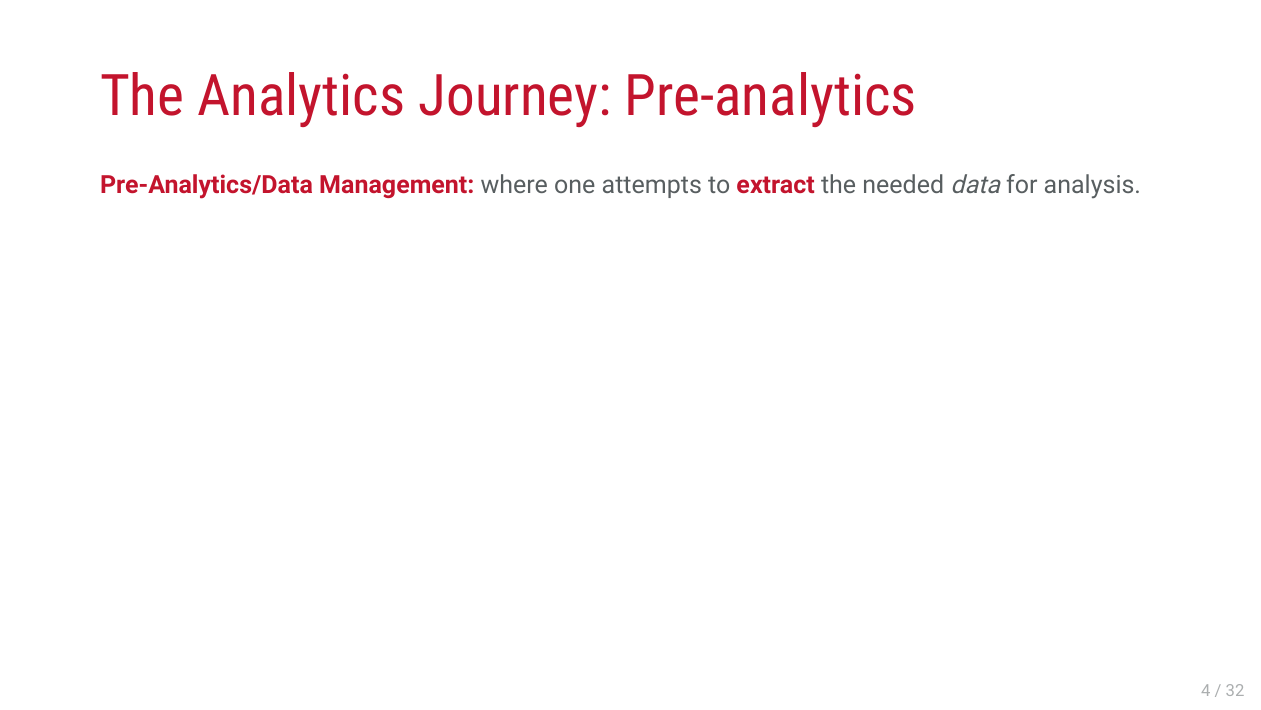 The Analytics Journey: Pre-analytics
Pre-Analytics/Data Management: where one attempts to extract the needed data for analysis.
4 / 32